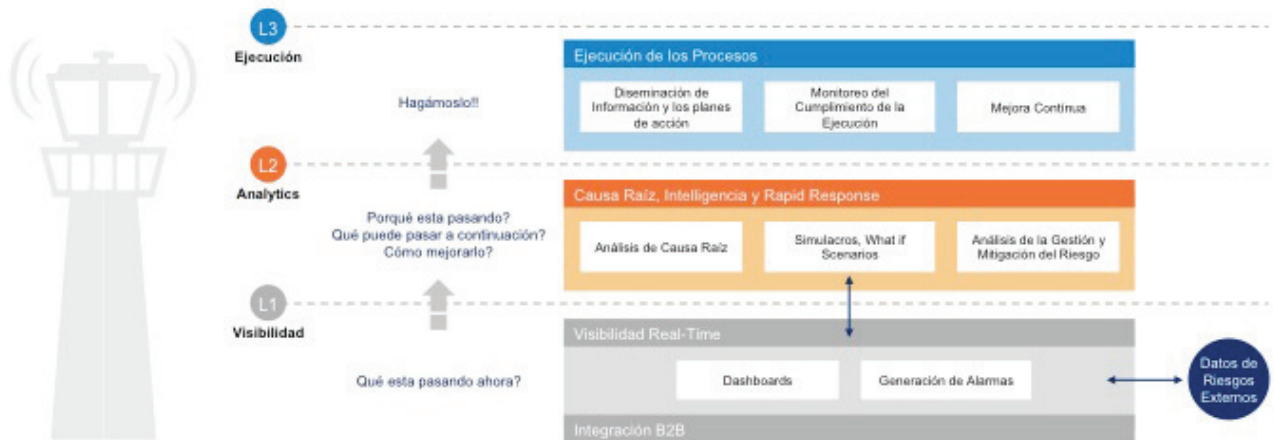 L3
Ejecución
Hagámoslo!!
Ejecución de los Procesos
Diseminación de
Información y los planes
de acción
Monitoreo del
Cumplimiento de la
Ejecución
Mejora Continua
L2
Analytics
Porqué esta pasando?
Qué puede pasar a continuación?
Cómo mejorarlo?
Causa Raíz, Intelligencia y Rapid Response
Análisis de Causa Raíz
Simulacros, What if
Scenarios
Análisis de la Gestión y
Mitigación del Riesgo
L1
Visibilidad
Qué esta pasando ahora?
Visibilidad Real-Time
Dashboards
Generación de Alarmas
Integración B2B
Datos de
Riesgos
Externos